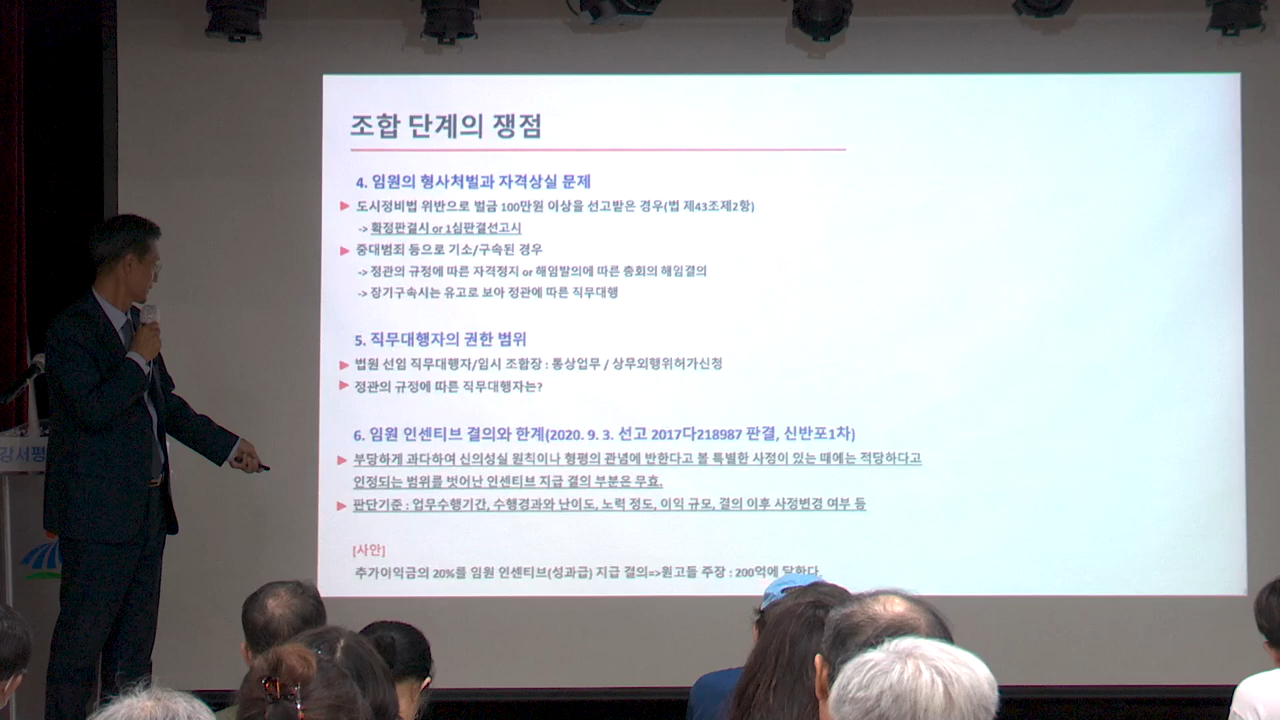 조합 단계의 쟁점
4. 임원의 형사처벌과 자격상실 문제
▶ 도시정비법 위반으로 벌금 100만원 이상을 선고받은 경우(법 제43조제2항)
-> 확정판결시 or 1심판결선고시
▶ 중대범죄 등으로 기소/구속된 경우
-> 정관의 규정에 따른 자격정지 or 해임발의에 따른 총회의 해임결의
-> 장기구속시는 유고로 보아 정관에 따른 직무대행
5. 직무대행자의 권한 범위
▶ 법원 선임 직무대행자/임시 조합장 : 통상업무 / 상무외행위허가신청
▶ 정관의 규정에 따른 직무대행자는?
6. 임원 인센티브 결의와 한계(2020. 9. 3. 선고 2017다218987 판결, 신반포1차)
▶ 부당하게 과다하여 신의성실 원칙이나 형평의 관념에 반한다고 볼 특별한 사정이 있는 때에는 적당하다고
인정되는 범위를 벗어난 인센티브 지급 결의 부분은 무효.
▶ 판단기준 : 업무수행기간, 수행경과와 난이도, 노력 정도, 이익 규모, 결의 이후 사정변경 여부 등
[사안]
추가이익금의 20%를 임원 인센티브(성과급) 지급 결의=>원고들 주장 : 200억에 달한다
강서평